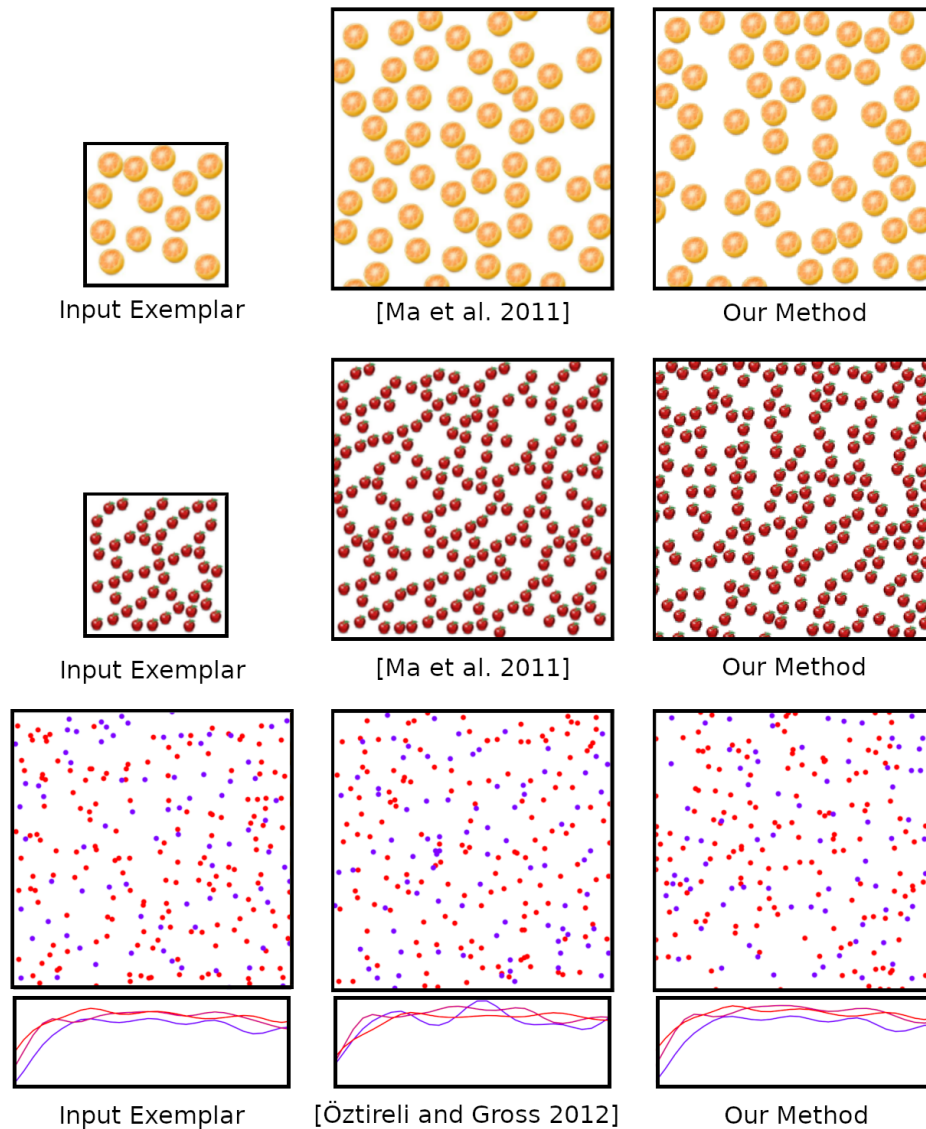 Input Exemplar
[Ma et al. 2011]
Our Method
Input Exemplar
[Ma et al. 2011]
Our Method
Input Exemplar
[Öztireli and Gross 2012]
Our Method